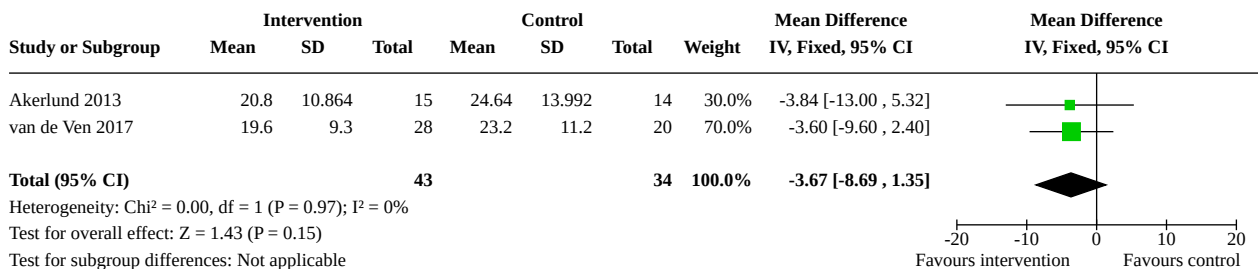 Intervention Control Mean Difference Mean Difference
Study or Subgroup Mean SD Total Mean SD Total Weight IV, Fixed, 95% CI IV, Fixed, 95% CI
Akerlund 2013 20.8 10.864 15 24.64 13.992 14 30.0% -3.84 [-13.00 , 5.32]
van de Ven 2017 19.6 9.3 28 23.2 11.2 20 70.0% -3.60 [-9.60 , 2.40]
Total (95% CI) 43 34 100.0% -3.67 [-8.69 , 1.35]
Heterogeneity: Chi² = 0.00, df = 1 (P = 0.97); I² = 0%
Test for overall effect: Z = 1.43 (P = 0.15)
-20 -10 0 10 20
Test for subgroup differences: Not applicable
Favours intervention Favours control